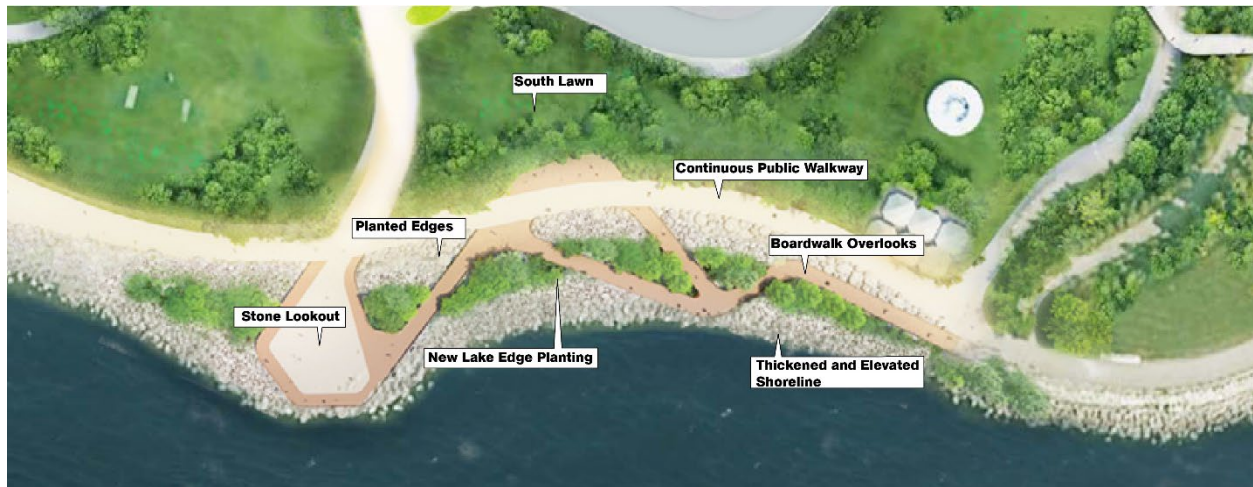 South Lawn
Continuous Public Walkway
Planted Edges
Boardwalk Overlooks
Stone Lookout
New Lake Edge Planting
Thickened and Elevated
Shoreline